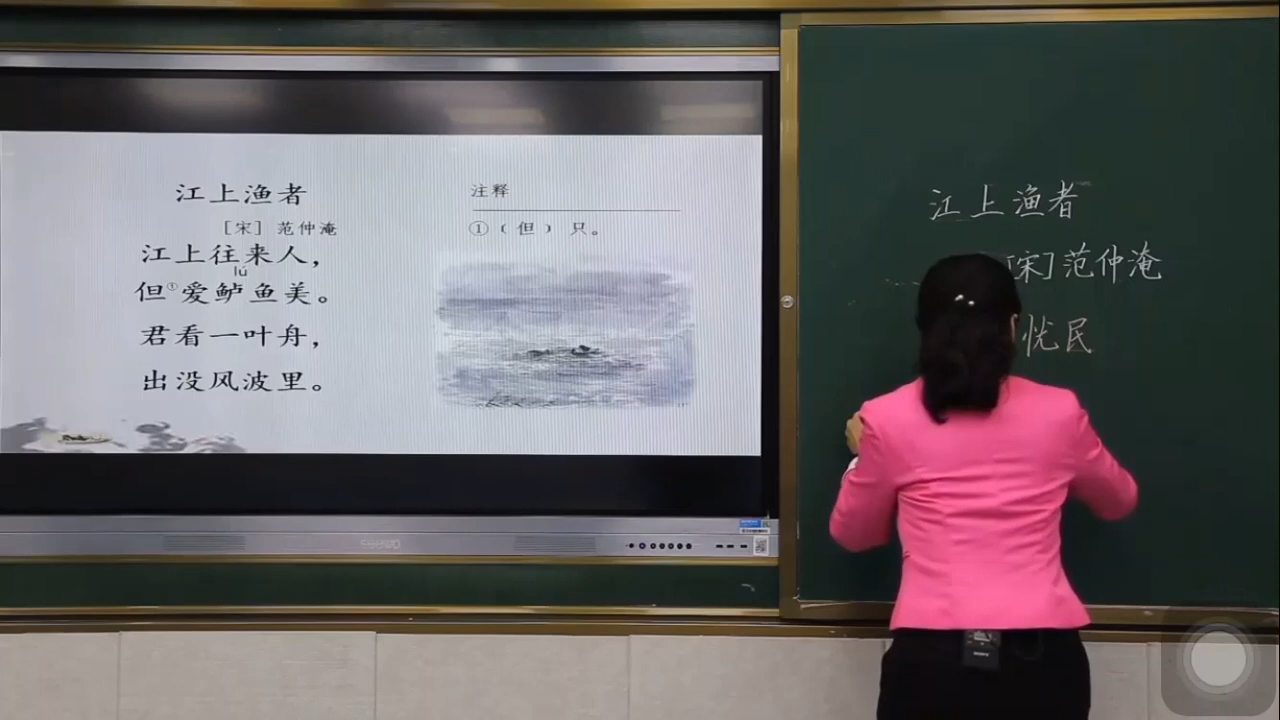 江上渔者
[宋] 范仲淹
江上往来人，
lú
但①爱鲈鱼美。
君看一叶舟，
出没风波里。
注释
①（但） 只。
江上渔者
[宋]范仲淹
忧民